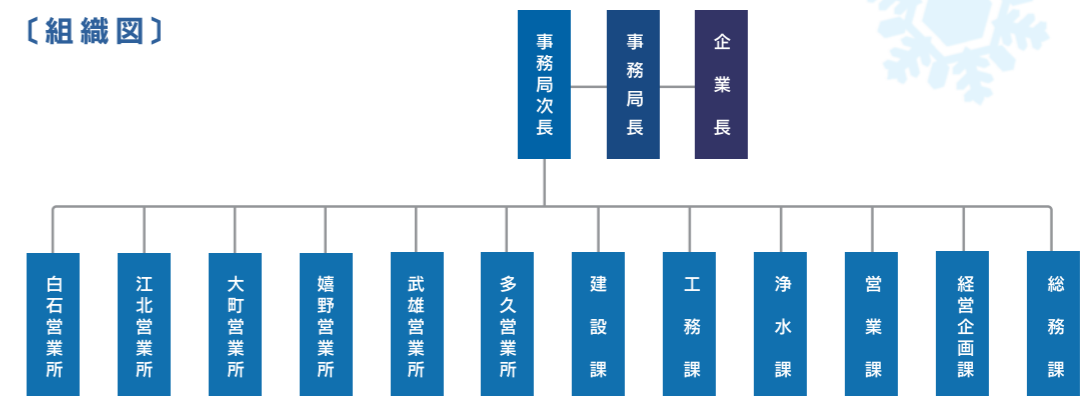 〔組織図〕
企業長
事務局長
事務局次長
総務課
経営企画課
営業課
浄水課
工務課
建設課
多久営業所
武雄営業所
嬉野営業所
大町営業所
江北営業所
白石営業所